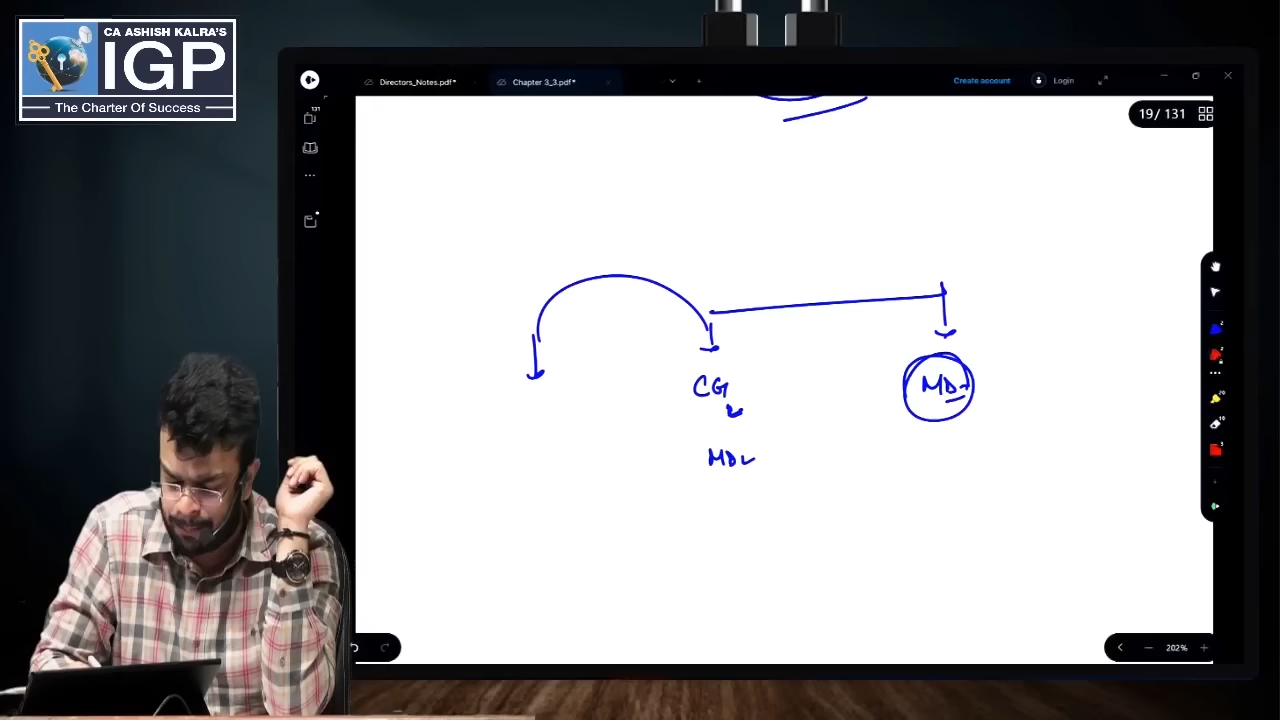 CA ASHISH KALRA'S
IGP
The Charter Of Success
Directors_Notes.pdf*
Chapter 3_3.pdf*
Create account
Login
131
19/ 131
CG
MD
MD
202%